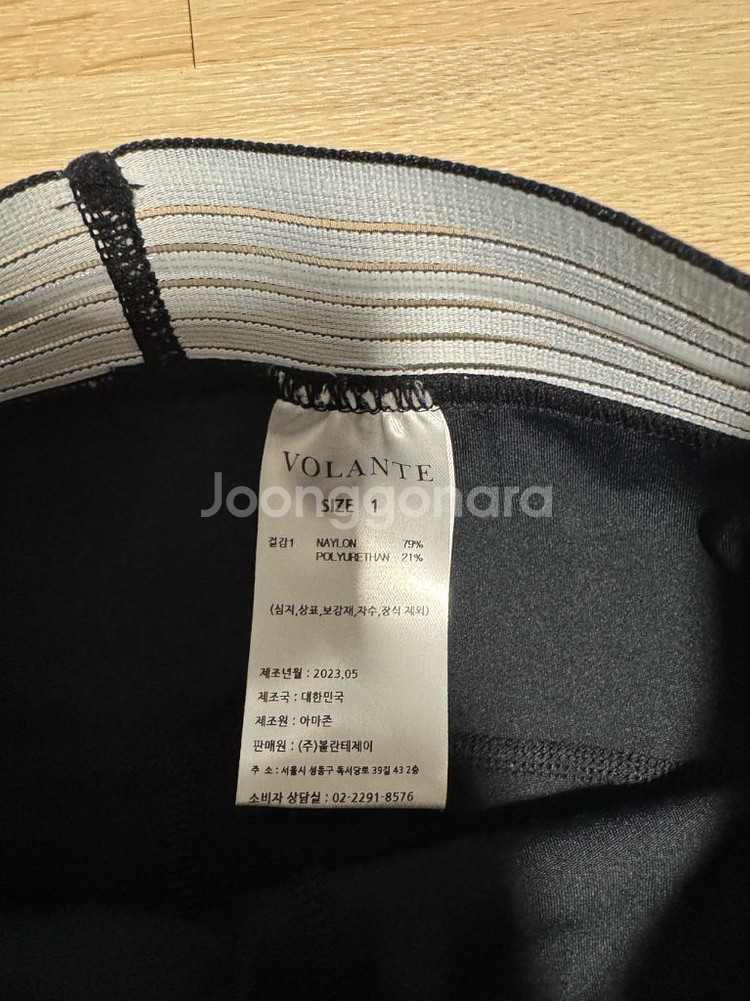 VOLANTE
Joonggonara
SIZE 1
겉감1 NAYLON 79%
POLYURETHAN 21%
(심지,상표,보강재,자수,장식 제외)
제조년월 : 2023.05
제조국 : 대한민국
제조원 : 아마존
판매원 : (주)볼란테제이
주 소 : 서울시 성동구 독서당로 39길 43 2층
소비자 상담실 : 02-2291-8576